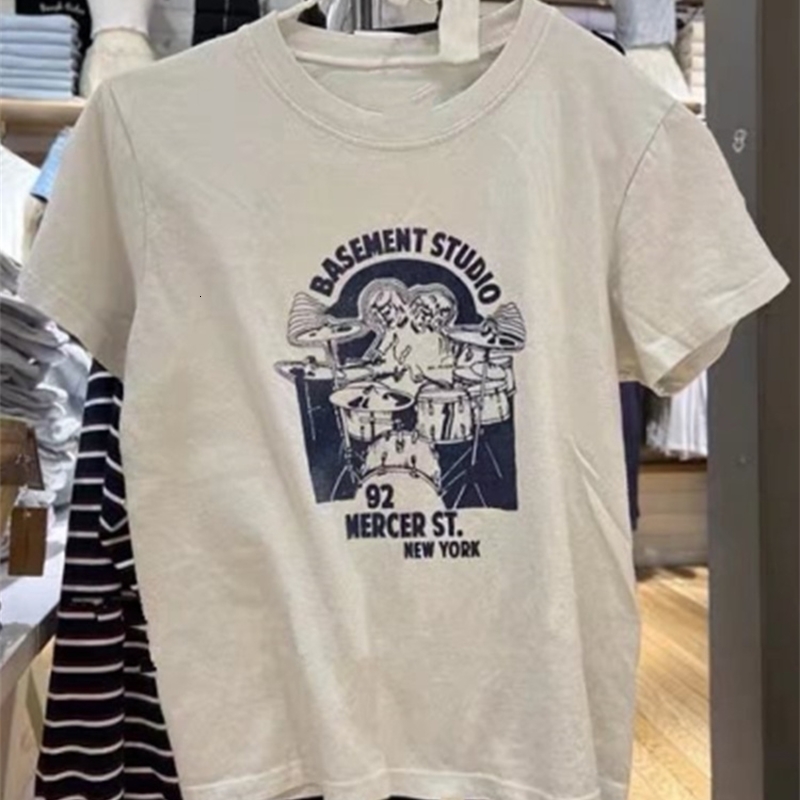 BASEMENT STUDIO
92
MERCER ST.
NEW YORK